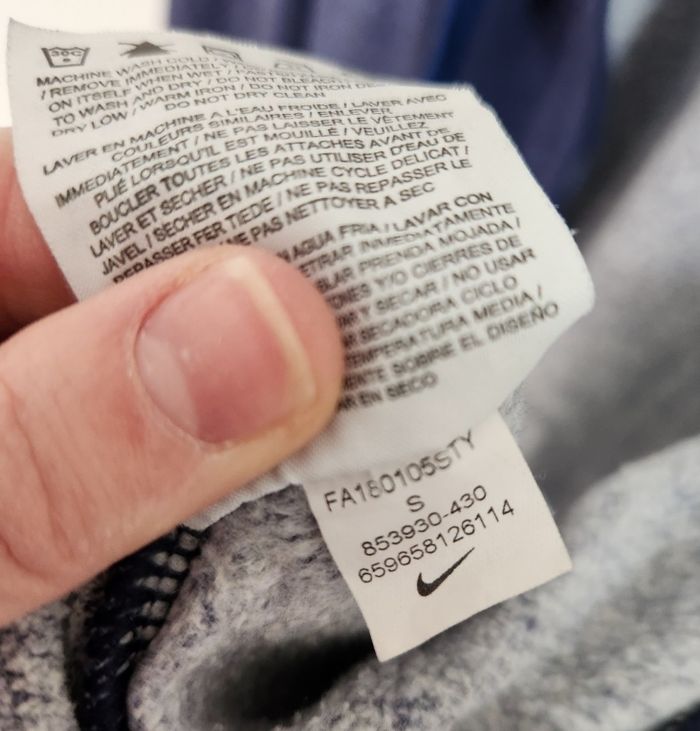 30C
MACHINE WASH COLD /
/ REMOVE IMMEDIATELY
ON ITSELF WHEN WET /
TO WASH AND DRY / DO NOT BLEACH
DRY LOW / WARM IRON / DO NOT IRON
DO NOT DRY CLEAN
LAVER EN MACHINE A L'EAU FROIDE / LAVER AVEC
COULEURS SIMILAIRES / ENLEVER
IMMEDIATEMENT / NE PAS LAISSER LE VÊTEMENT
PLIÉ LORSQU'IL EST MOUILLÉ / VEUILLEZ
BOUCLER TOUTES LES ATTACHES AVANT DE
LAVER ET SECHER / NE PAS UTILISER D'EAU DE
JAVEL / SÉCHER EN MACHINE CYCLE DELICAT /
REPASSER FER TIEDE / NE PAS REPASSER LE
NE PAS NETTOYER A SEC
AGUA FRIA / LAVAR CON
INMEDIATAMENTE
PRENDA MOJADA /
Y/O CIERRES DE
Y SECAR / NO USAR
SECADORA CICLO
TEMPERATURA MEDIA /
SOBRE EL DISEÑO
EN SECO
FA180105STY
S
853930-430
659658126114